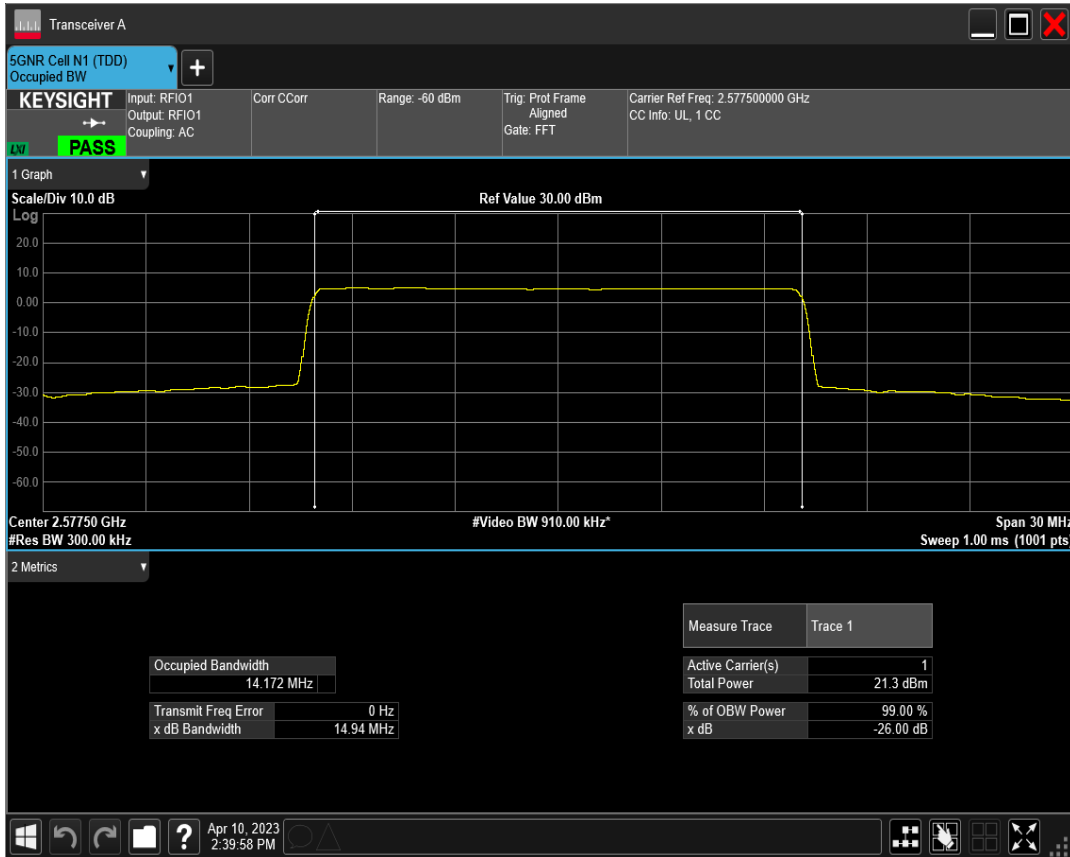 Transceiver A
5GNR Cell N1 (TDD)
Occupied BW
+
KEYSIGHT
LXI
PASS
Input: RFIO1
Output: RFIO1
Coupling: AC
Corr CCorr
Range: -60 dBm
Trig: Prot Frame
Aligned
Gate: FFT
Carrier Ref Freq: 2.577500000 GHz
CC Info: UL, 1 CC
1 Graph
Scale/Div 10.0 dB
Ref Value 30.00 dBm
Log
20.0
10.0
0.00
-10.0
-20.0
-30.0
-40.0
-50.0
-60.0
Center 2.57750 GHz
#Video BW 910.00 kHz*
Span 30 MHz
#Res BW 300.00 kHz
Sweep 1.00 ms (1001 pts)
2 Metrics
Measure Trace Trace 1
Occupied Bandwidth
14.172 MHz
Active Carrier(s) 1
Total Power 21.3 dBm
Transmit Freq Error 0 Hz
x dB Bandwidth 14.94 MHz
% of OBW Power 99.00 %
x dB -26.00 dB
?
Apr 10, 2023
2:39:58 PM